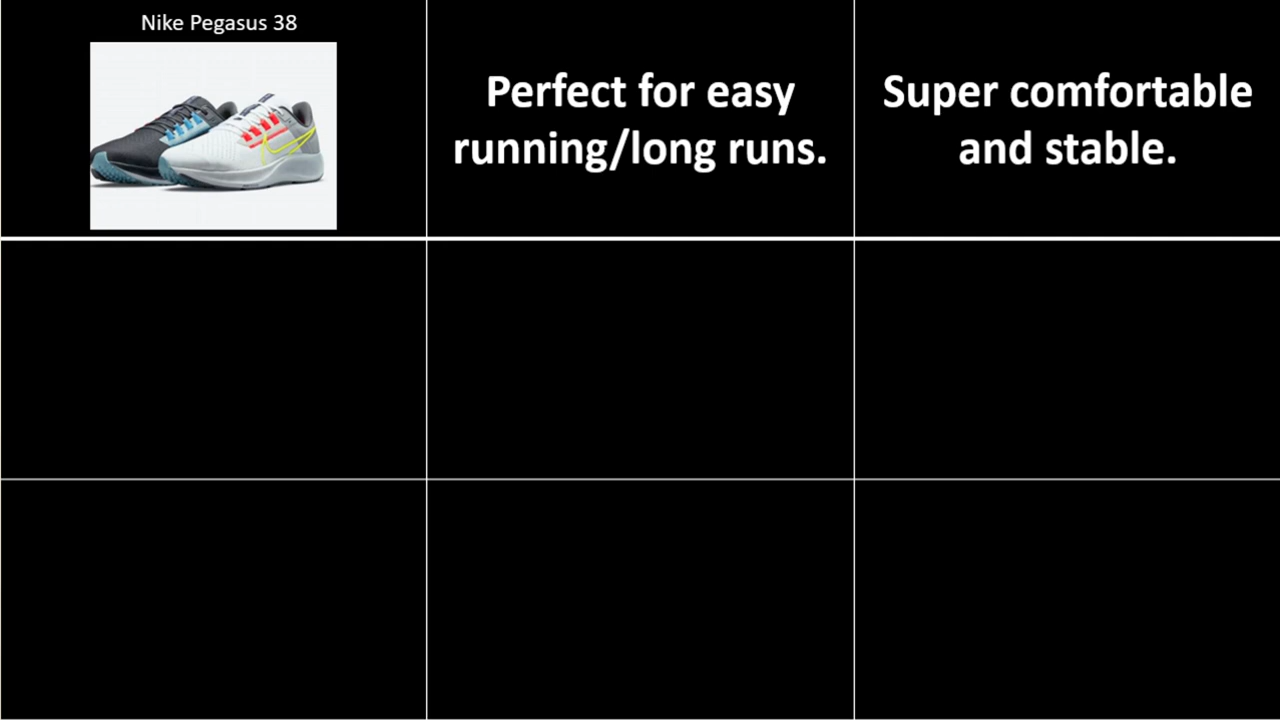 Nike Pegasus 38
Perfect for easy
running/long runs.
Super comfortable
and stable.